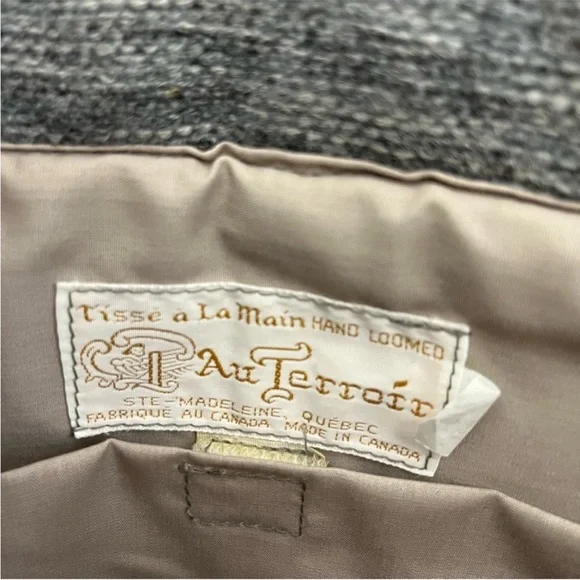 Tissé a La Main HAND LOOMED
Au Terroir
STE-MADELEINE, QUÉBEC
FABRIQUÉ AU CANADA MADE IN CANADA